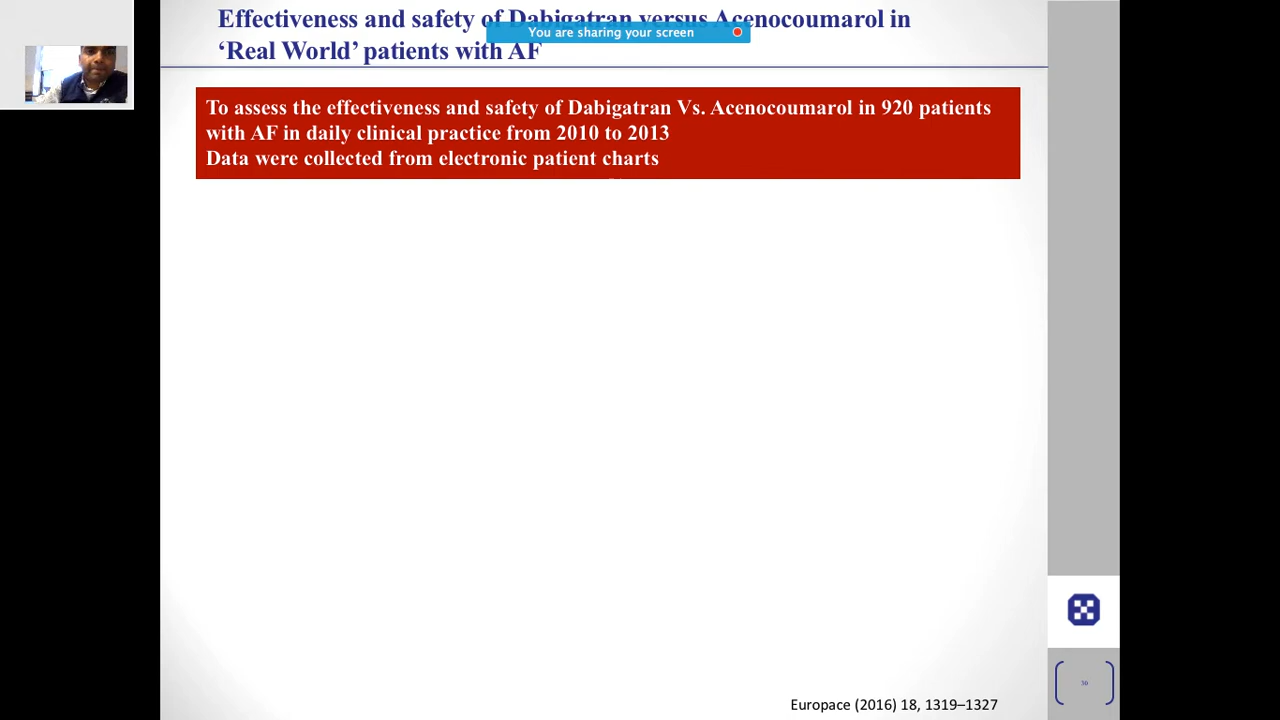 Effectiveness and safety of Dabigatran versus Acenocoumarol in
You are sharing your screen
‘Real World’ patients with AF
To assess the effectiveness and safety of Dabigatran Vs. Acenocoumarol in 920 patients
with AF in daily clinical practice from 2010 to 2013
Data were collected from electronic patient charts
30
Europace (2016) 18, 1319–1327